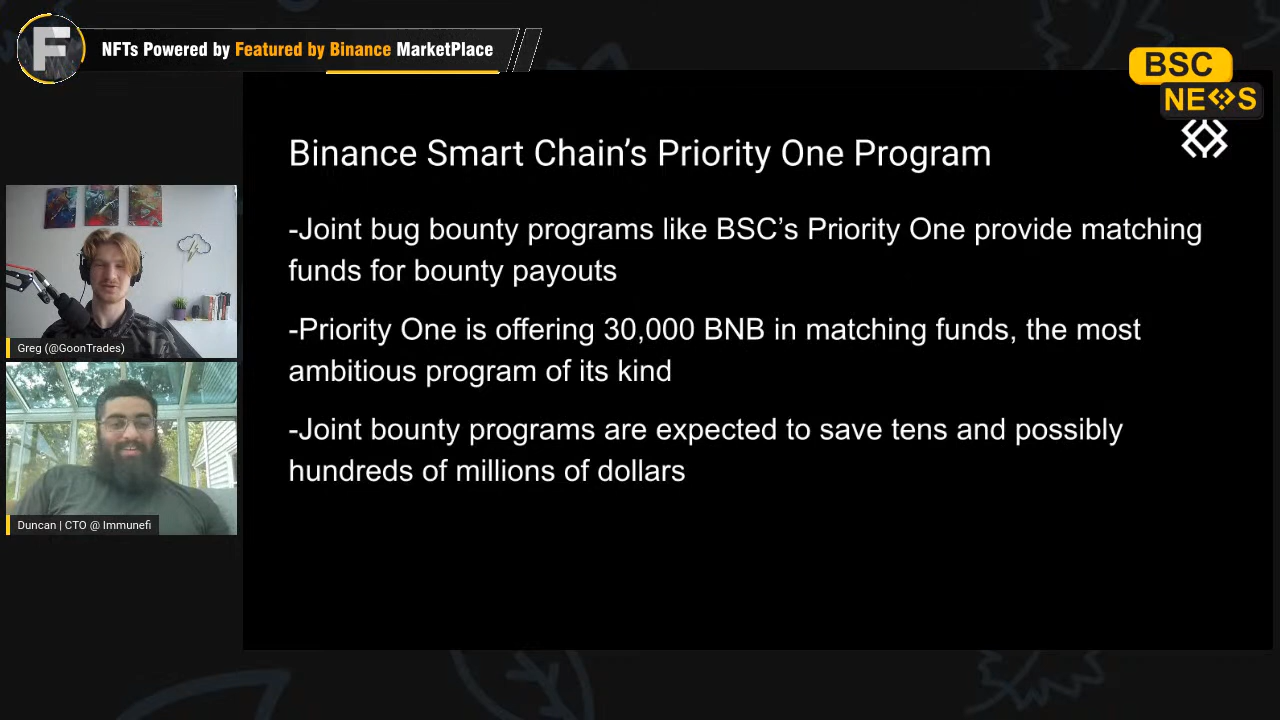 NFTs Powered by Featured by Binance MarketPlace
BSC
NEWS
Binance Smart Chain's Priority One Program
-Joint bug bounty programs like BSC's Priority One provide matching
funds for bounty payouts
-Priority One is offering 30,000 BNB in matching funds, the most
ambitious program of its kind
-Joint bounty programs are expected to save tens and possibly
hundreds of millions of dollars
Greg (@GoonTrades)
Duncan | CTO @ Immunefi